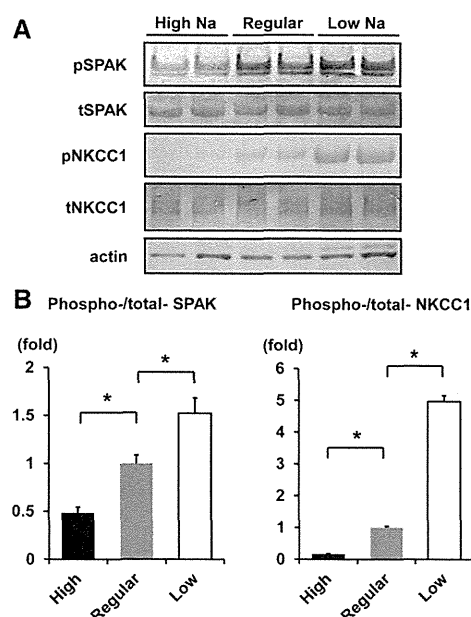 A
High Na Regular Low Na
pSPAK
tSPAK
pNKCC1
tNKCC1
actin
B
Phospho-/total- SPAK
(fold)
2
1.5
1
0.5
0
*
*
High
Regular
Low
Phospho-/total- NKCC1
(fold)
6
5
4
3
2
1
0
*
*
High
Regular
Low